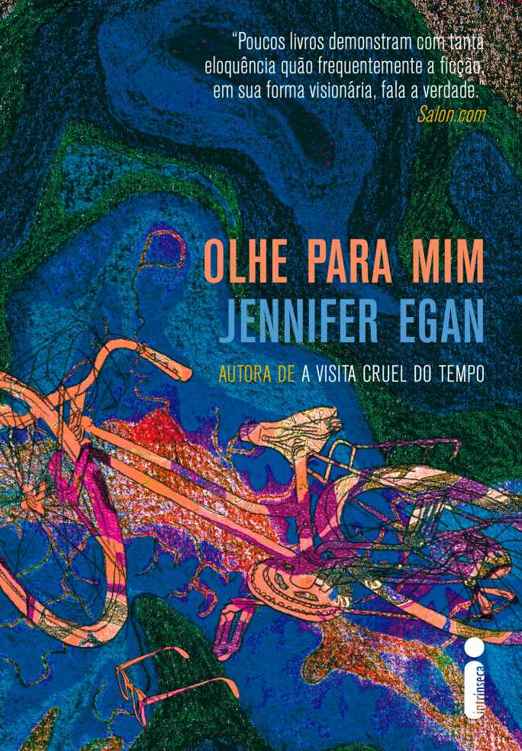 “Poucos livros demonstram com tanta
eloquência quão frequentemente a ficção,
em sua forma visionária, fala a verdade.”
Salon.com
OLHE PARA MIM
JENNIFER EGAN
AUTORA DE A VISITA CRUEL DO TEMPO
intrínseca